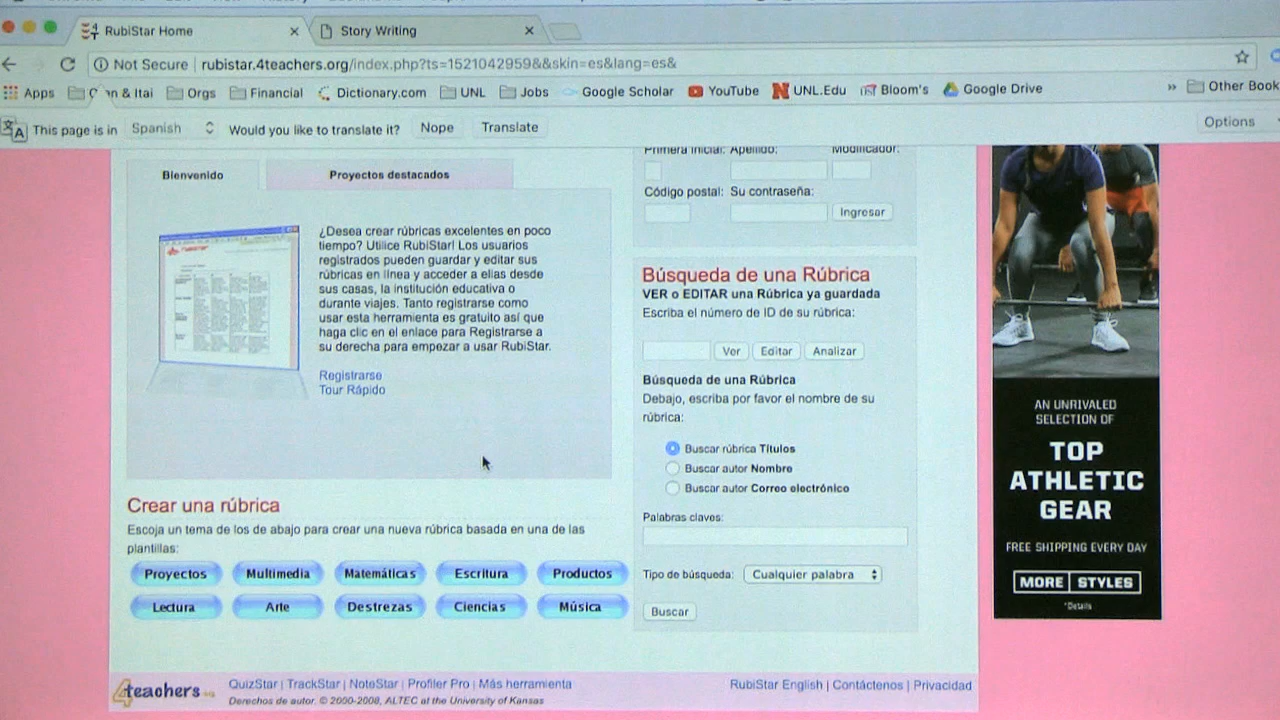 RubiStar Home
Story Writing
Not Secure | rubistar.4teachers.org/index.php?ts=1521042959&&skin=es&lang=es&
Apps
& Itai
Orgs
Financial
Dictionary.com
UNL
Jobs
Google Scholar
YouTube
UNL.Edu
Bloom's
Google Drive
»
Other Book
This page is in
Spanish
Would you like to translate it?
Nope
Translate
Options
Bienvenido
Proyectos destacados
¿Desea crear rúbricas excelentes en poco
tiempo? Utilice RubiStar! Los usuarios
registrados pueden guardar y editar sus
rúbricas en línea y acceder a ellas desde
sus casas, la institución educativa o
durante viajes. Tanto registrarse como
usar esta herramienta es gratuito así que
haga clic en el enlace para Registrarse a
su derecha para empezar a usar RubiStar.
Registrarse
Tour Rápido
Crear una rúbrica
Escoja un tema de los de abajo para crear una nueva rúbrica basada en una de las
plantillas:
Proyectos
Multimedia
Matemáticas
Escritura
Productos
Lectura
Arte
Destrezas
Ciencias
Música
Primera Inicial:
Apellido:
Modificador:
Código postal:
Su contraseña:
Ingresar
Búsqueda de una Rúbrica
VER o EDITAR una Rúbrica ya guardada
Escriba el número de ID de su rúbrica:
Ver
Editar
Analizar
Búsqueda de una Rúbrica
Debajo, escriba por favor el nombre de su
rúbrica:
Buscar rúbrica Títulos
Buscar autor Nombre
Buscar autor Correo electrónico
Palabras claves:
Tipo de búsqueda:
Cualquier palabra
Buscar
AN UNRIVALED
SELECTION OF
TOP
ATHLETIC
GEAR
FREE SHIPPING EVERY DAY
MORE | STYLES
*Details
4teachers
QuizStar | TrackStar | NoteStar | Profiler Pro | Más herramienta
Derechos de autor. © 2000-2008, ALTEC at the University of Kansas
RubiStar English | Contáctenos | Privacidad